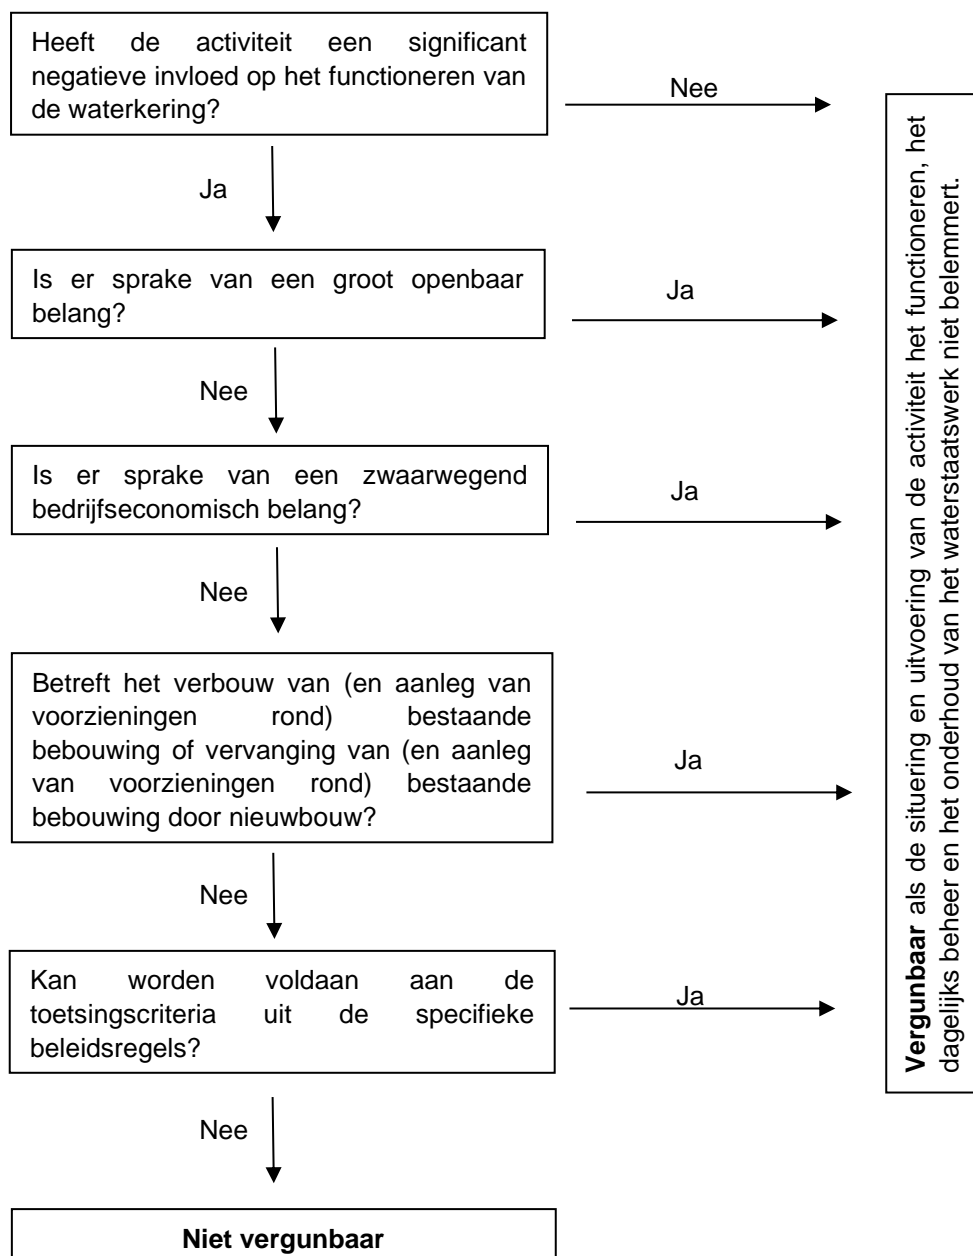 Heeft de activiteit een significant
negatieve invloed op het functioneren van
de waterkering?
Nee
Ja
Is er sprake van een groot openbaar
belang?
Ja
Nee
Is er sprake van een zwaarwegend
bedrijfseconomisch belang?
Ja
Nee
Betreft het verbouw van (en aanleg van
voorzieningen rond) bestaande
bebouwing of vervanging van (en aanleg
van voorzieningen rond) bestaande
bebouwing door nieuwbouw?
Ja
Nee
Kan worden voldaan aan de
toetsingscriteria uit de specifieke
beleidsregels?
Ja
Nee
Niet vergunbaar
Vergunbaar als de situering en uitvoering van de activiteit het functioneren, het
dagelijks beheer en het onderhoud van het waterstaatswerk niet belemmert.